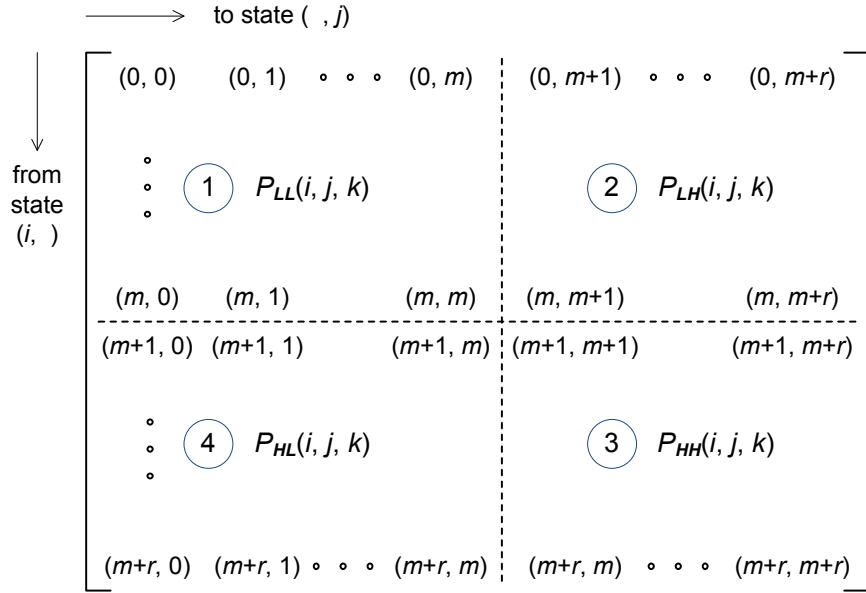 to state ( , j)
(0, 0) (0, 1) ∘ ∘ ∘ (0, m) (0, m+1) ∘ ∘ ∘ (0, m+r)
from
state
(i, )
1 P_LL(i, j, k) 2 P_LH(i, j, k)
(m, 0) (m, 1) (m, m) (m, m+1) (m, m+r)
(m+1, 0) (m+1, 1) (m+1, m) (m+1, m+1) (m+1, m+r)
4 P_HL(i, j, k) 3 P_HH(i, j, k)
(m+r, 0) (m+r, 1) ∘ ∘ ∘ (m+r, m) (m+r, m) ∘ ∘ ∘ (m+r, m+r)